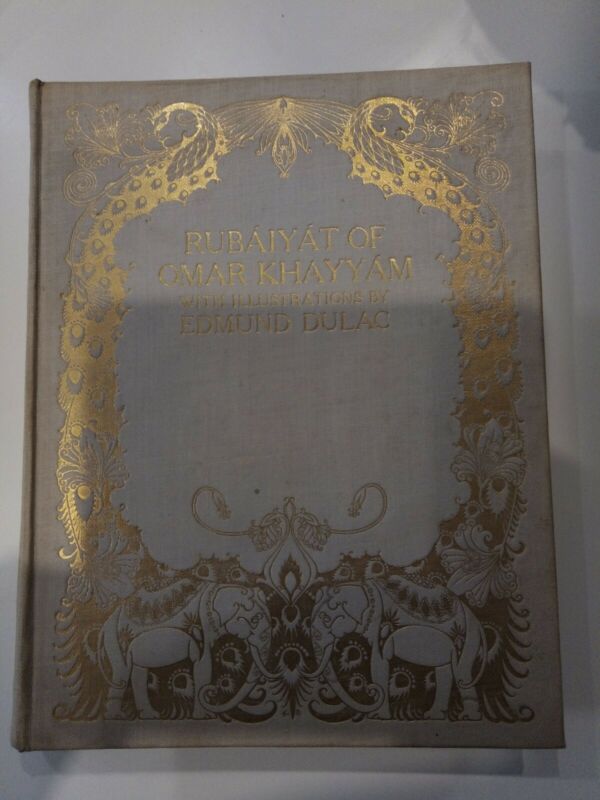 RUBÁIYÁT OF
OMAR KHAYYÁM
WITH ILLUSTRATIONS BY
EDMUND DULAC